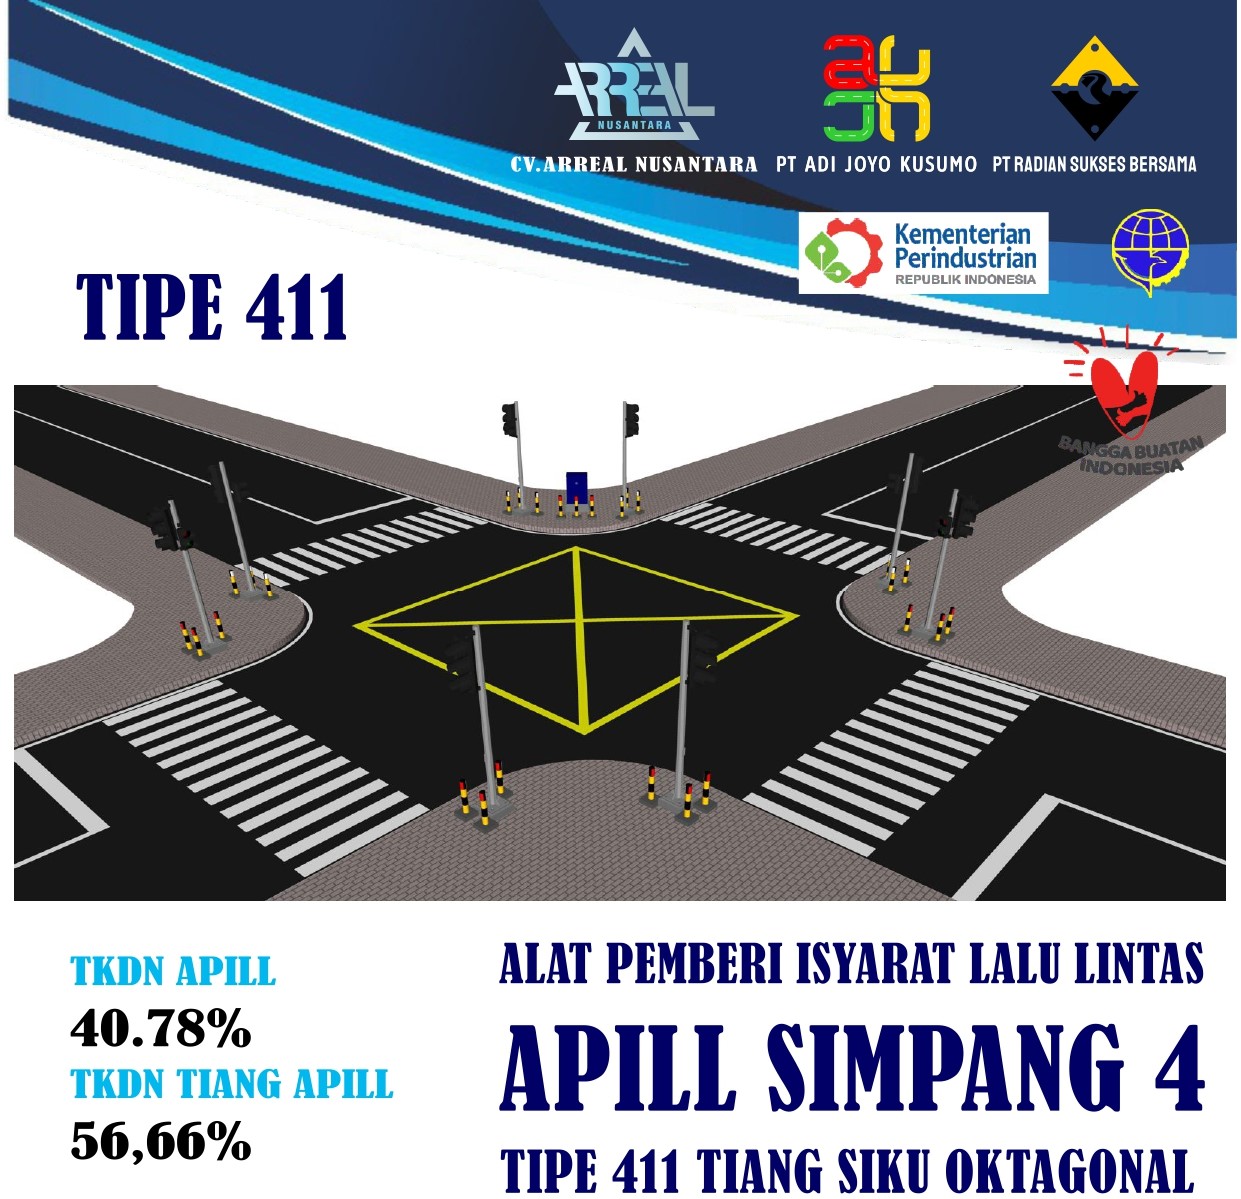 ARREAL
NUSANTARA
CV.ARREAL NUSANTARA
PT ADI JOYO KUSUMO
PT RADIAN SUKSES BERSAMA
Kementerian
Perindustrian
REPUBLIK INDONESIA
TIPE 411
BANGGA BUATAN
INDONESIA
TKDN APILL
40.78%
TKDN TIANG APILL
56,66%
ALAT PEMBERI ISYARAT LALU LINTAS
APILL SIMPANG 4
TIPE 411 TIANG SIKU OKTAGONAL